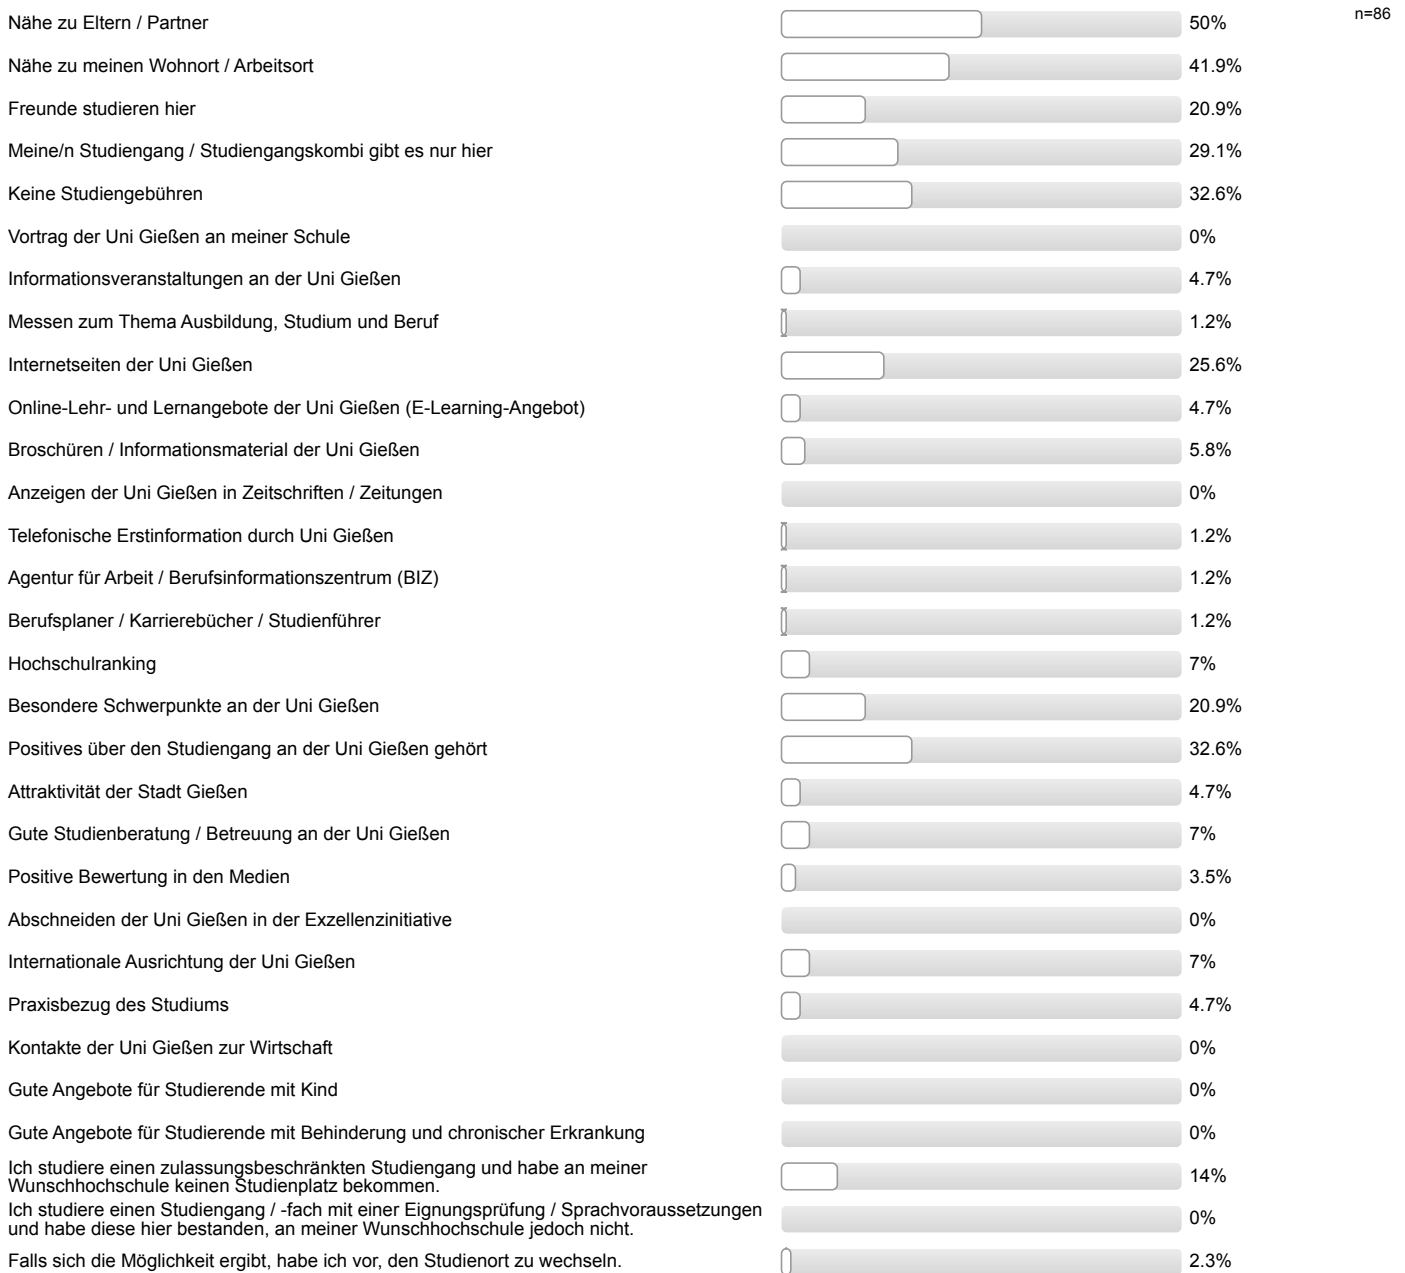 Nähe zu Eltern / Partner 50% n=86
Nähe zu meinen Wohnort / Arbeitsort 41.9%
Freunde studieren hier 20.9%
Meine/n Studiengang / Studiengangskombi gibt es nur hier 29.1%
Keine Studiengebühren 32.6%
Vortrag der Uni Gießen an meiner Schule 0%
Informationsveranstaltungen an der Uni Gießen 4.7%
Messen zum Thema Ausbildung, Studium und Beruf 1.2%
Internetseiten der Uni Gießen 25.6%
Online-Lehr- und Lernangebote der Uni Gießen (E-Learning-Angebot) 4.7%
Broschüren / Informationsmaterial der Uni Gießen 5.8%
Anzeigen der Uni Gießen in Zeitschriften / Zeitungen 0%
Telefonische Erstinformation durch Uni Gießen 1.2%
Agentur für Arbeit / Berufsinformationszentrum (BIZ) 1.2%
Berufsplaner / Karrierebücher / Studienführer 1.2%
Hochschulranking 7%
Besondere Schwerpunkte an der Uni Gießen 20.9%
Positives über den Studiengang an der Uni Gießen gehört 32.6%
Attraktivität der Stadt Gießen 4.7%
Gute Studienberatung / Betreuung an der Uni Gießen 7%
Positive Bewertung in den Medien 3.5%
Abschneiden der Uni Gießen in der Exzellenzinitiative 0%
Internationale Ausrichtung der Uni Gießen 7%
Praxisbezug des Studiums 4.7%
Kontakte der Uni Gießen zur Wirtschaft 0%
Gute Angebote für Studierende mit Kind 0%
Gute Angebote für Studierende mit Behinderung und chronischer Erkrankung 0%
Ich studiere einen zulassungsbeschränkten Studiengang und habe an meiner
Wunschhochschule keinen Studienplatz bekommen. 14%
Ich studiere einen Studiengang / -fach mit einer Eignungsprüfung / Sprachvoraussetzungen
und habe diese hier bestanden, an meiner Wunschhochschule jedoch nicht. 0%
Falls sich die Möglichkeit ergibt, habe ich vor, den Studienort zu wechseln. 2.3%